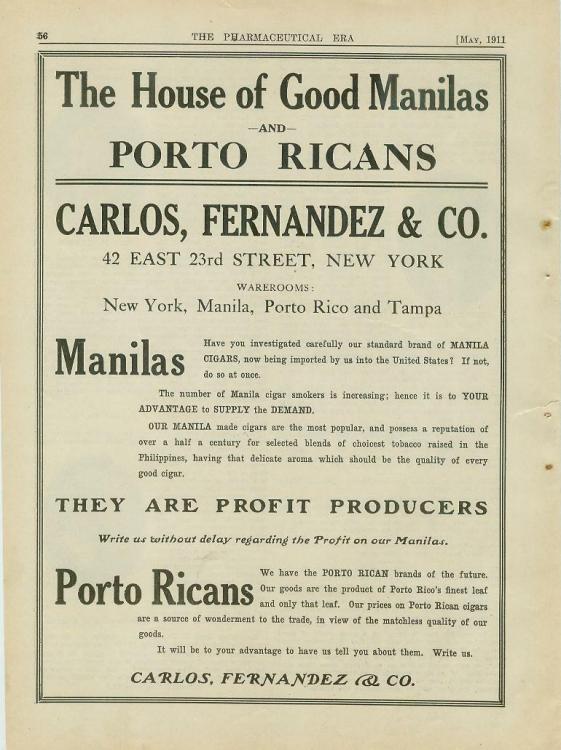 56 THE PHARMACEUTICAL ERA [MAY, 1911
The House of Good Manilas
—AND—
PORTO RICANS
CARLOS, FERNANDEZ & CO.
42 EAST 23rd STREET, NEW YORK
WAREROOMS:
New York, Manila, Porto Rico and Tampa
Manilas
Have you investigated carefully our standard brand of MANILA
CIGARS, now being imported by us into the United States? If not,
do so at once.
The number of Manila cigar smokers is increasing; hence it is to YOUR
ADVANTAGE to SUPPLY the DEMAND.
OUR MANILA made cigars are the most popular, and possess a reputation of
over a half a century for selected blends of choicest tobacco raised in the
Philippines, having that delicate aroma which should be the quality of every
good cigar.
THEY ARE PROFIT PRODUCERS
Write us without delay regarding the Profit on our Manilas.
Porto Ricans
We have the PORTO RICAN brands of the future.
Our goods are the product of Porto Rico's finest leaf
and only that leaf. Our prices on Porto Rican cigars
are a source of wonderment to the trade, in view of the matchless quality of our
goods.
It will be to your advantage to have us tell you about them. Write us.
CARLOS, FERNANDEZ & CO.